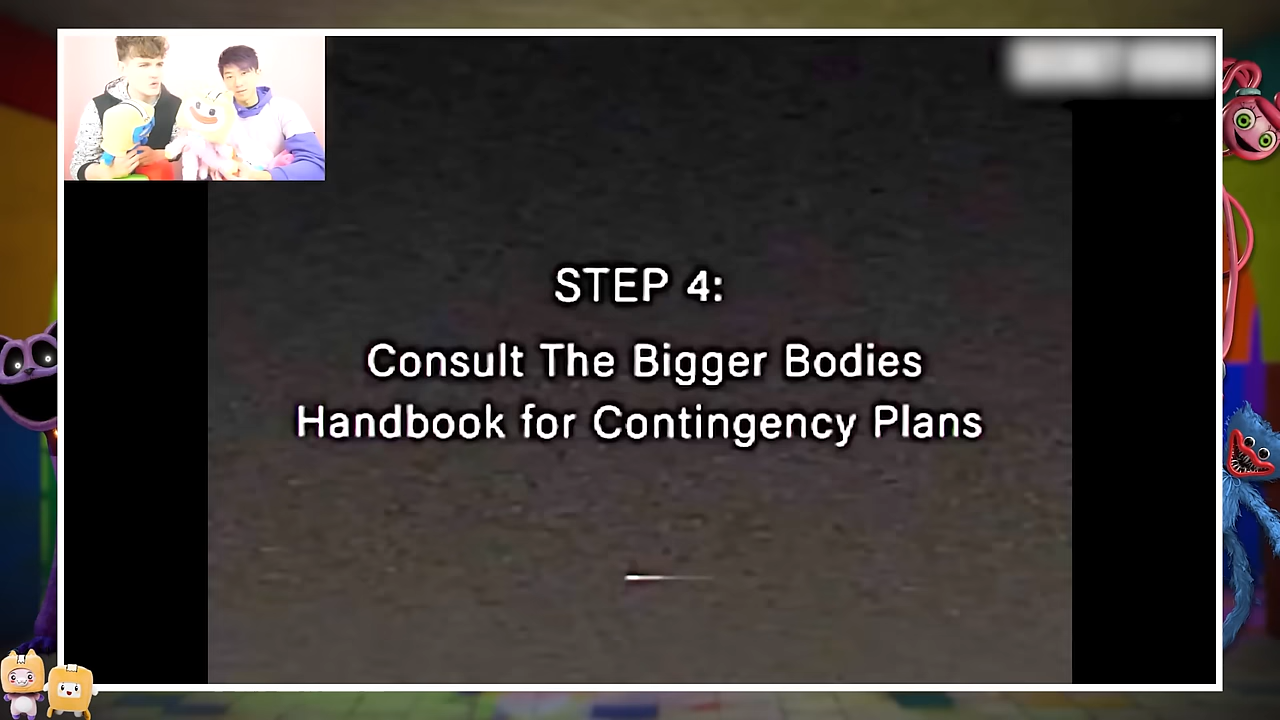 STEP 4:
Consult The Bigger Bodies
Handbook for Contingency Plans